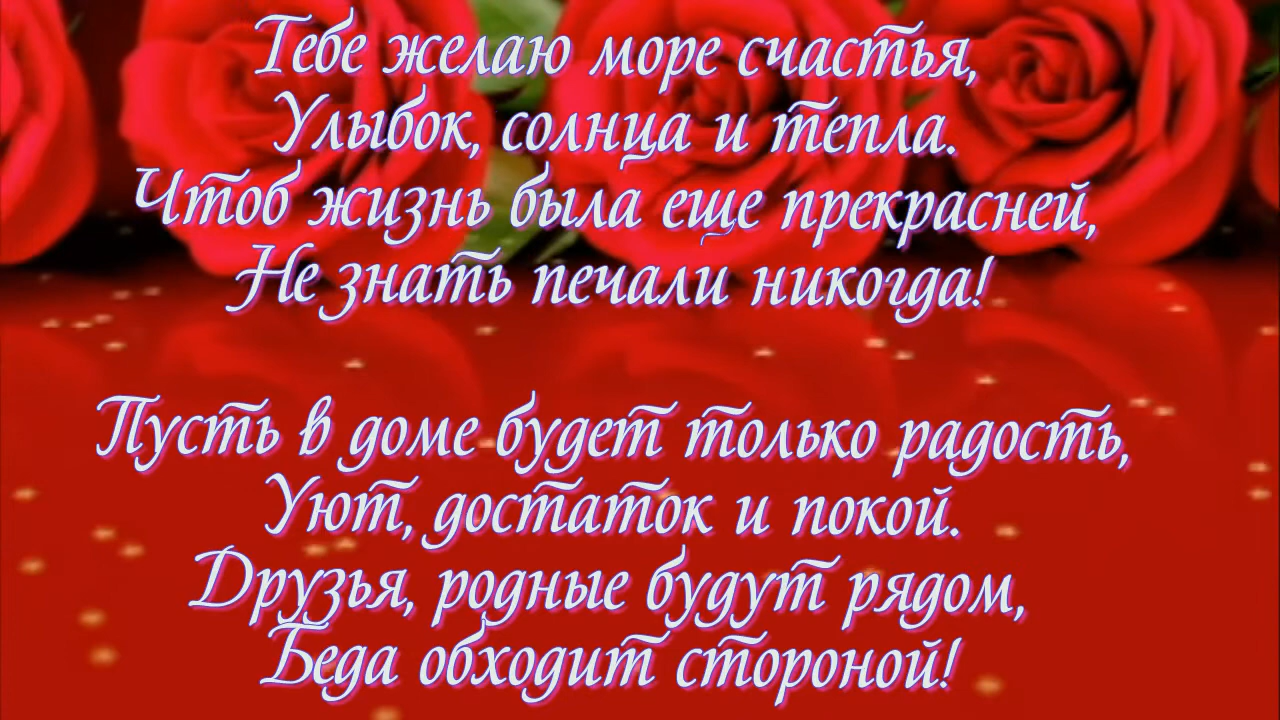 Тебе желаю море счастья,
Улыбок, солнца и тепла.
Чтоб жизнь была еще прекрасней,
Не знать печали никогда!
Пусть в доме будет только радость,
Уют, достаток и покой.
Друзья, родные будут рядом,
Беда обходит стороной!